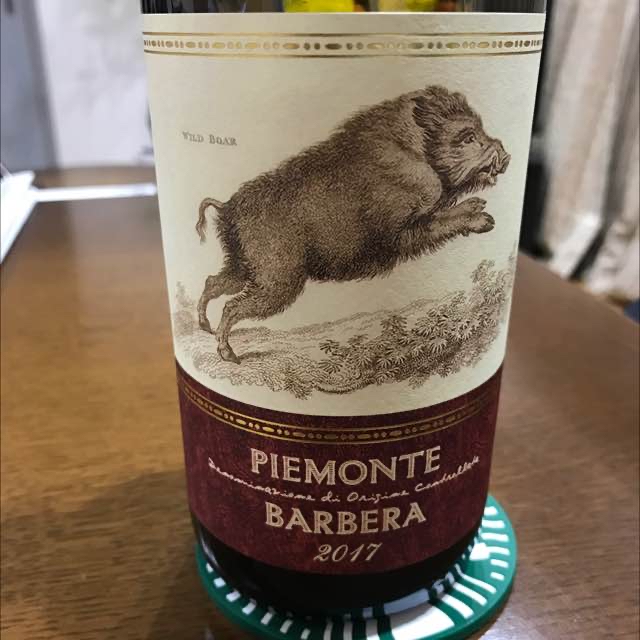 WILD BOAR
PIEMONTE
Denominazione di Origine Controllata
BARBERA
2017